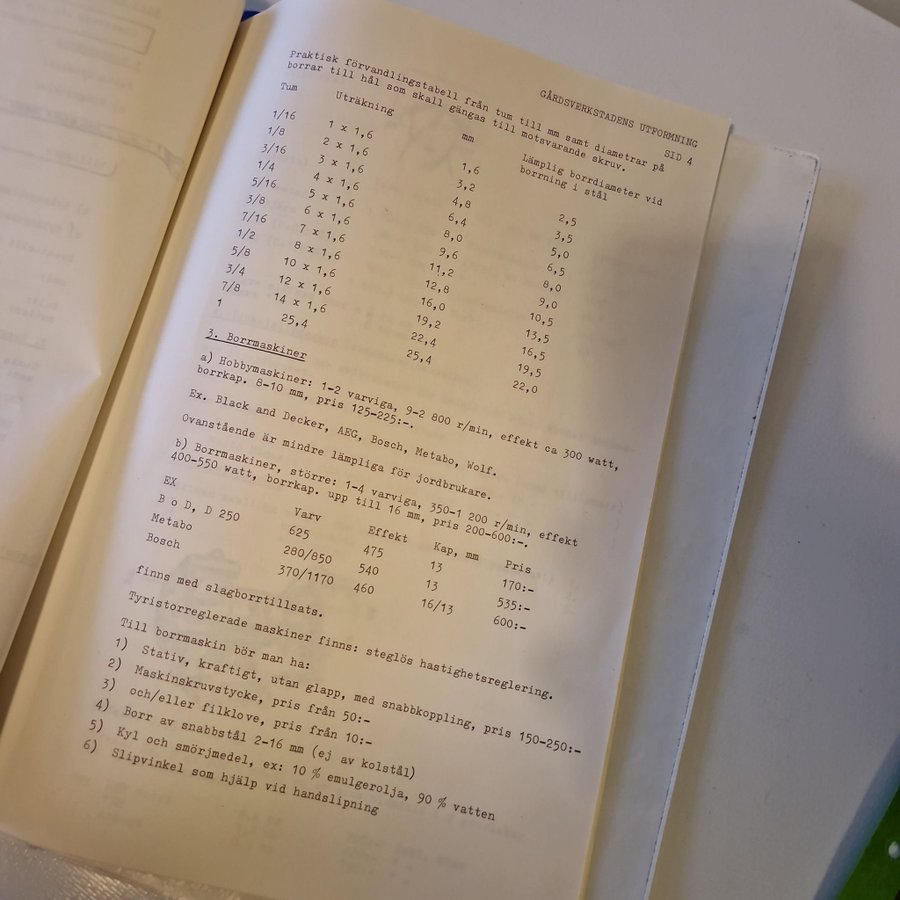 GÅRDSVERKSTADENS UTFORMNING
SID 4
Praktisk förvandlingstabell från tum till mm samt diametrar på
borrar till hål som skall gängas till motsvarande skruv.
Tum Uträkning mm Lämplig borrdiameter vid
borrning i stål
1/16 1 x 1,6 1,6
1/8 2 x 1,6 3,2 2,5
3/16 3 x 1,6 4,8 3,5
1/4 4 x 1,6 6,4 5,0
5/16 5 x 1,6 8,0 6,5
3/8 6 x 1,6 9,6 8,0
7/16 7 x 1,6 11,2 9,0
1/2 8 x 1,6 12,8 10,5
5/8 10 x 1,6 16,0 13,5
3/4 12 x 1,6 19,2 16,5
7/8 14 x 1,6 22,4 19,5
1 25,4 25,4 22,0
3. Borrmaskiner
a) Hobbymaskiner: 1-2 varviga, 9-2 800 r/min, effekt ca 300 watt,
borrkap. 8-10 mm, pris 125-225:-.
Ex. Black and Decker, AEG, Bosch, Metabo, Wolf.
Ovanstående är mindre lämpliga för jordbrukare.
b) Borrmaskiner, större: 1-4 varviga, 350-1 200 r/min, effekt
400-550 watt, borrkap. upp till 16 mm, pris 200-600:-.
EX Varv Effekt Kap, mm Pris
B o D, D 250 625 475 13 170:-
Metabo 280/850 540 13 535:-
Bosch 370/1170 460 16/13 600:-
finns med slagborrtillsats.
Tyristorreglerade maskiner finns: steglös hastighetsreglering.
Till borrmaskin bör man ha:
1) Stativ, kraftigt, utan glapp, med snabbkoppling, pris 150-250:-
2) Maskinskruvstycke, pris från 50:-
3) och/eller filklove, pris från 10:-
4) Borr av snabbstål 2-16 mm (ej av kolstål)
5) Kyl och smörjmedel, ex: 10 % emulgerolja, 90 % vatten
6) Slipvinkel som hjälp vid handslipning